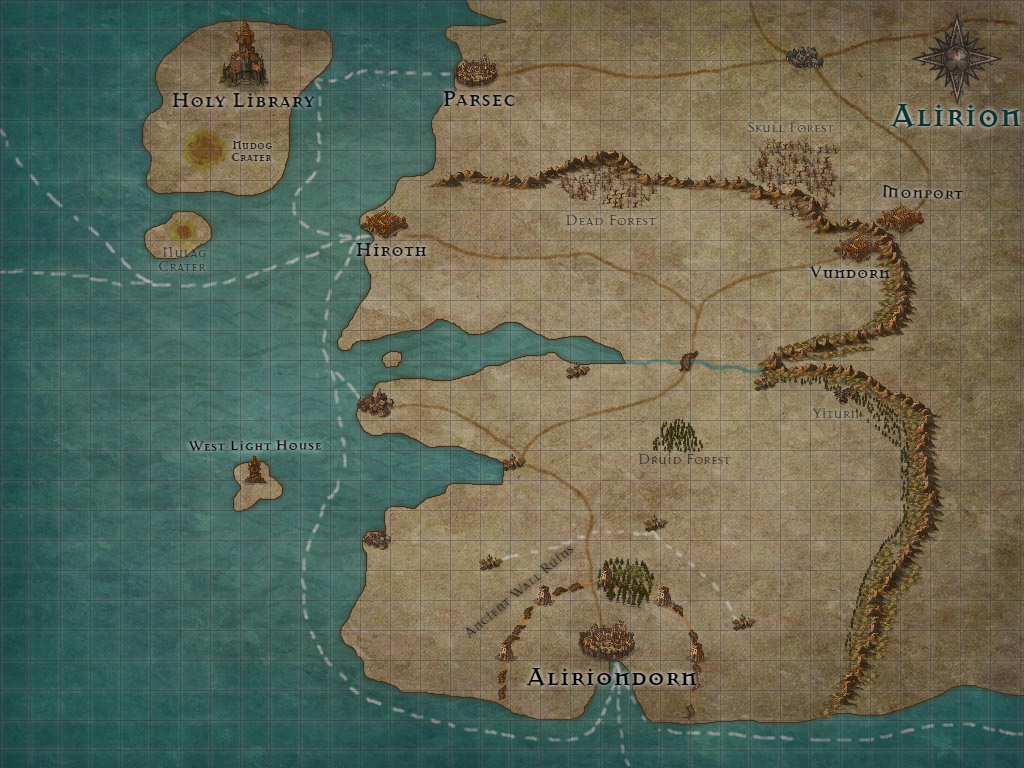 Holy Library
Parsec
Alirion
Skull Forest
Nudog
Crater
Monport
Dead Forest
Hiroth
Nulag
Crater
Vundorn
Yiturn
West Light House
Druid Forest
Ancient Wall Ruins
Aliriondorn